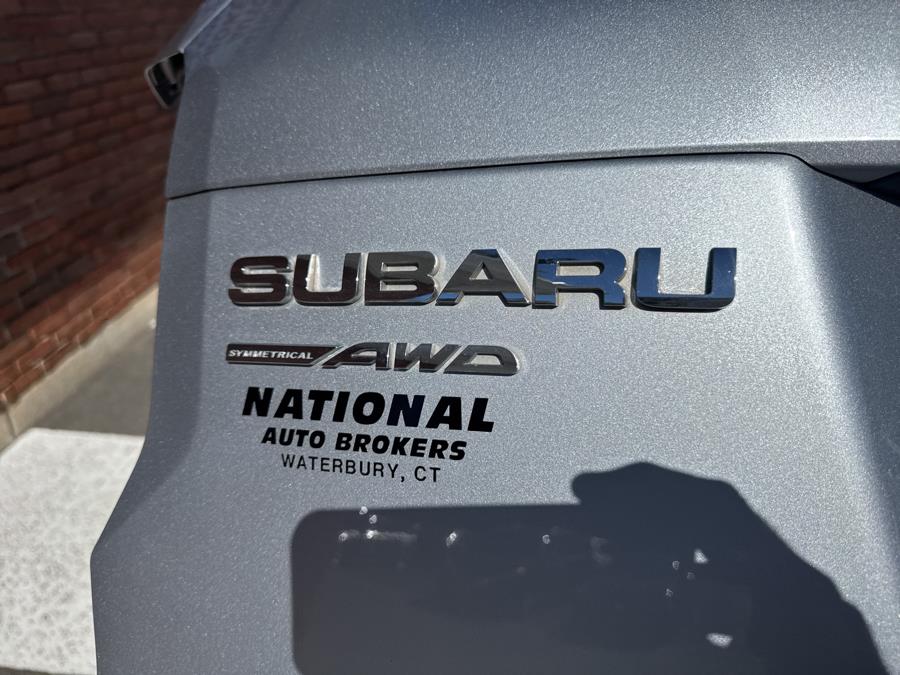 SUBARU
SYMMETRICAL AWD
NATIONAL
AUTO BROKERS
WATERBURY, CT